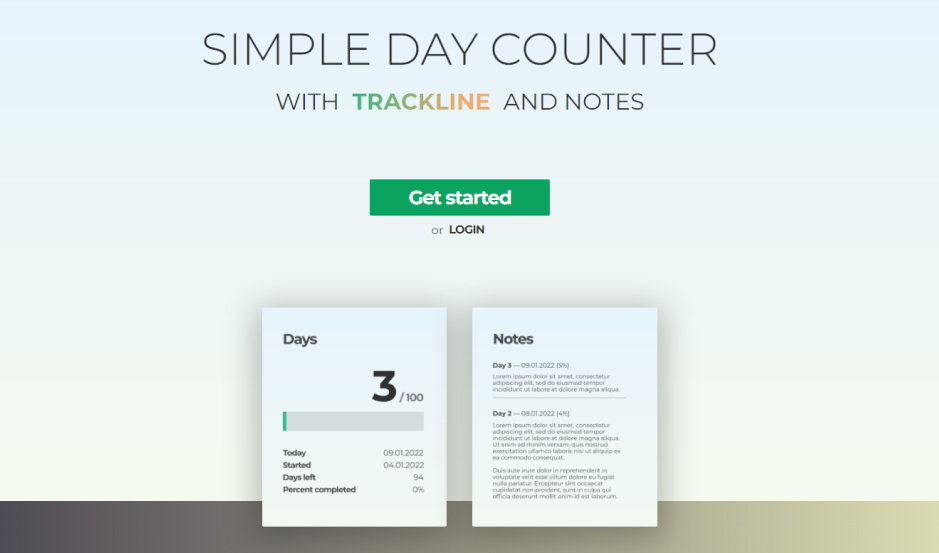 SIMPLE DAY COUNTER
WITH TRACKLINE AND NOTES
Get started
or LOGIN
Days
3 / 100
Today 09.01.2022
Started 04.01.2022
Days left 94
Percent completed 0%
Notes
Day 3 — 09.01.2022 (5%)
Lorem ipsum dolor sit amet, consectetur
adipiscing elit, sed do eiusmod tempor
incididunt ut labore et dolore magna aliqua.
Day 2 — 08.01.2022 (4%)
Lorem ipsum dolor sit amet, consectetur
adipiscing elit, sed do eiusmod tempor
incididunt ut labore et dolore magna aliqua.
Ut enim ad minim veniam, quis nostrud
exercitation ullamco laboris nisi ut aliquip ex
ea commodo consequat.
Duis aute irure dolor in reprehenderit in
voluptate velit esse cillum dolore eu fugiat
nulla pariatur. Excepteur sint occaecat
cupidatat non proident, sunt in culpa qui
officia deserunt mollit anim id est laborum.